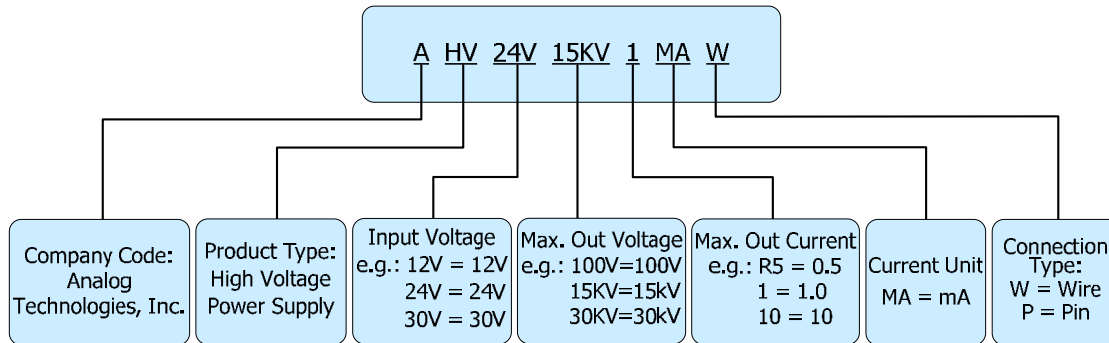 A HV 24V 15KV 1 MA W
Company Code:
Analog
Technologies, Inc.
Product Type:
High Voltage
Power Supply
Input Voltage
e.g.: 12V = 12V
24V = 24V
30V = 30V
Max. Out Voltage
e.g.: 100V=100V
15KV=15kV
30KV=30kV
Max. Out Current
e.g.: R5 = 0.5
1 = 1.0
10 = 10
Current Unit
MA = mA
Connection
Type:
W = Wire
P = Pin